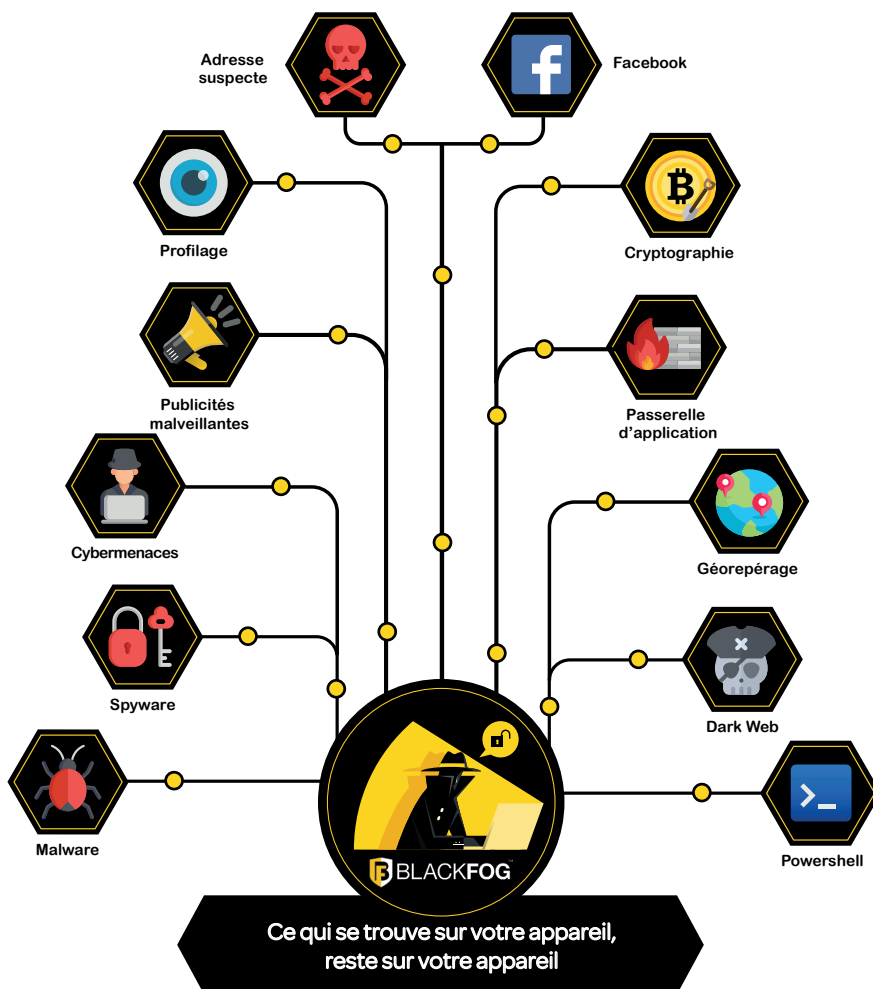 Adresse
suspecte
Facebook
Profilage
Cryptographie
Publicités
malveillantes
Passerelle
d'application
Cybermenaces
Géorepérage
Spyware
Dark Web
Malware
Powershell
BLACKFOG™
Ce qui se trouve sur votre appareil,
reste sur votre appareil